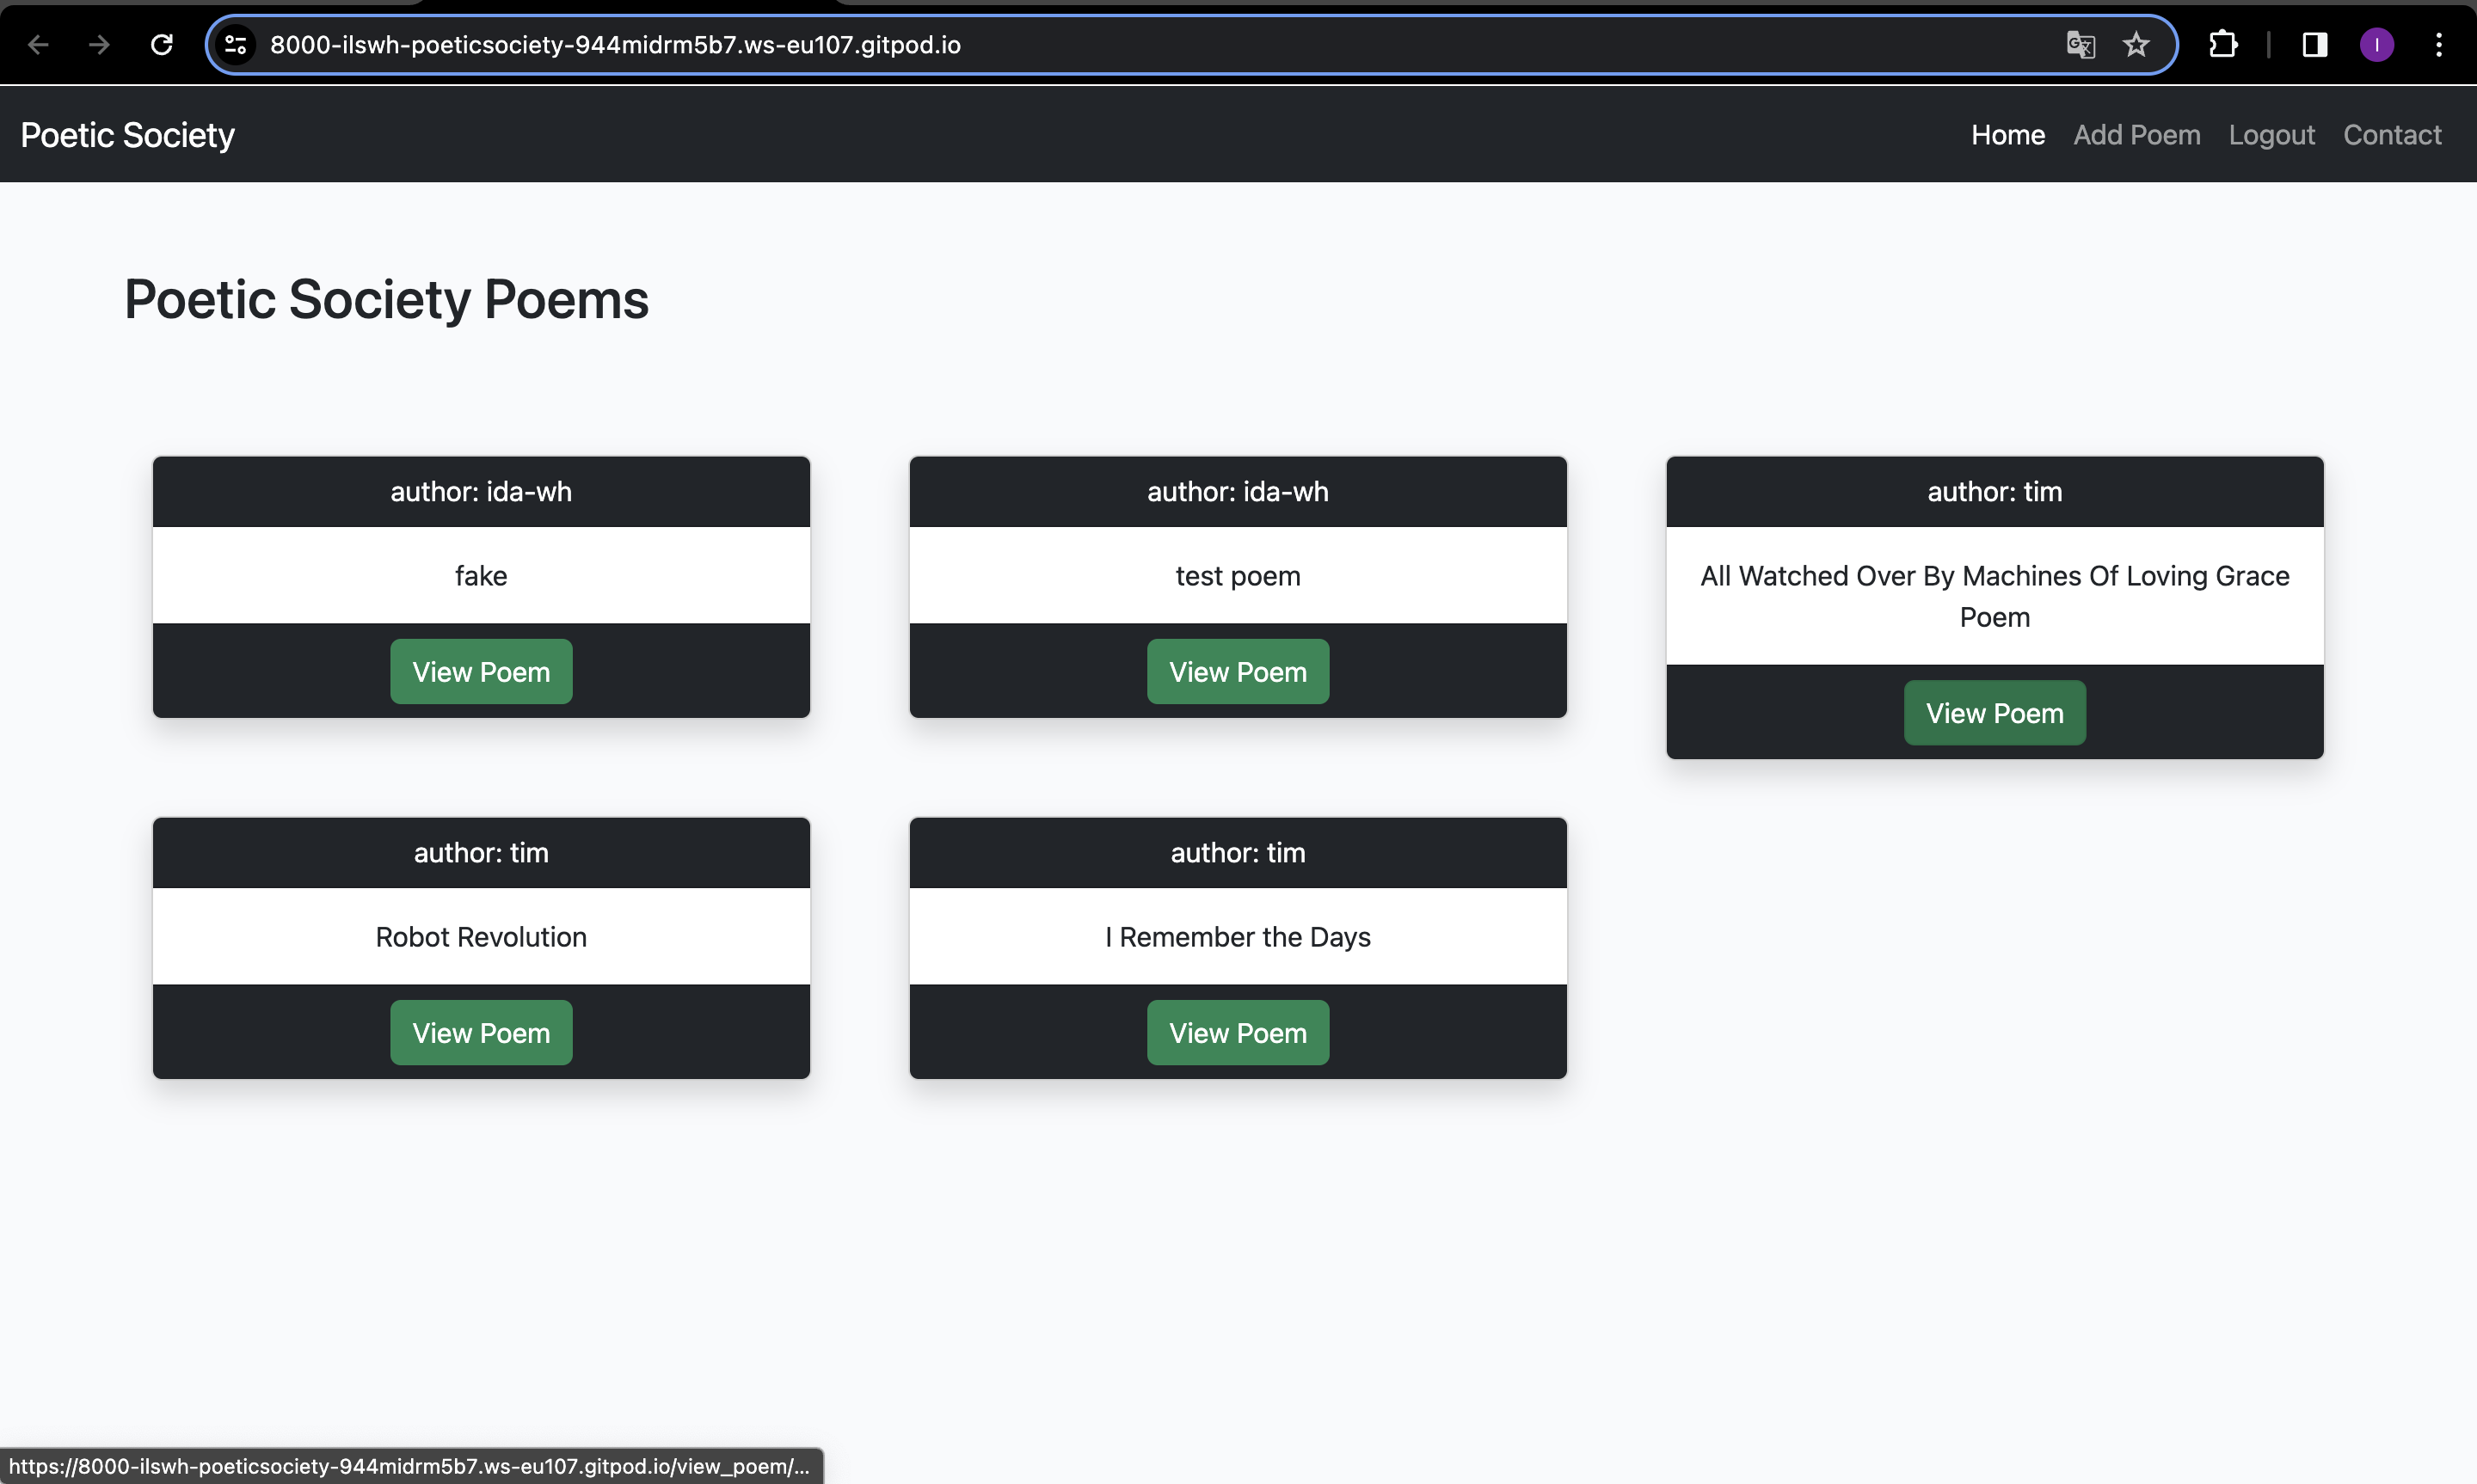 8000-ilswh-poeticsociety-944midrm5b7.ws-eu107.gitpod.io
I
Poetic Society
Home Add Poem Logout Contact
Poetic Society Poems
author: ida-wh
fake
View Poem
author: ida-wh
test poem
View Poem
author: tim
All Watched Over By Machines Of Loving Grace
Poem
View Poem
author: tim
Robot Revolution
View Poem
author: tim
I Remember the Days
View Poem
https://8000-ilswh-poeticsociety-944midrm5b7.ws-eu107.gitpod.io/view_poem/...